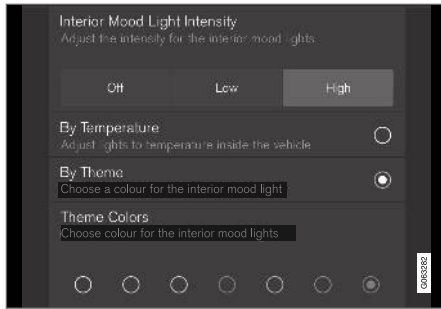 Interior Mood Light Intensity
Adjust the intensity for the interior mood lights
Off Low High
By Temperature
Adjust lights to temperature inside the vehicle
By Theme
Choose a colour for the interior mood light
Theme Colors
Choose colour for the interior mood lights
G063282